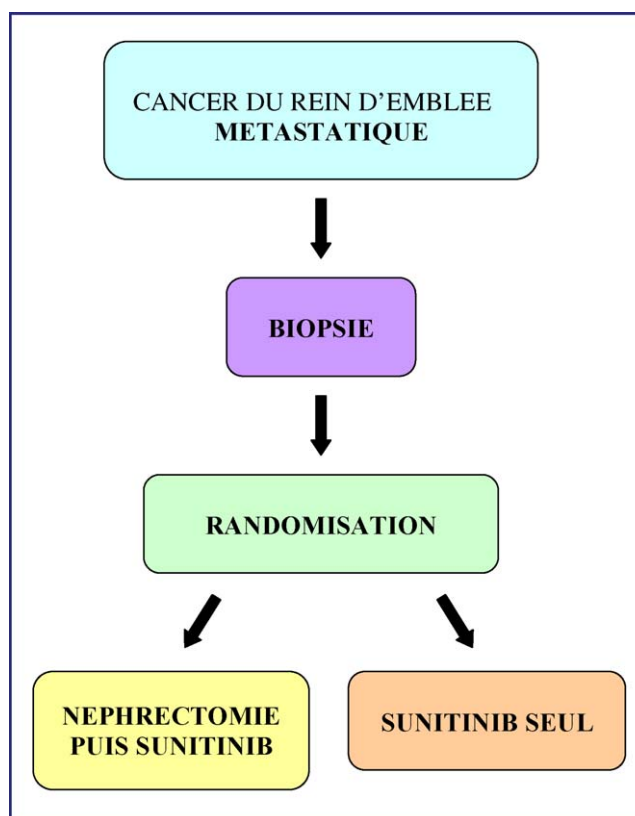 CANCER DU REIN D'EMBLEE
METASTATIQUE
BIOPSIE
RANDOMISATION
NEPHRECTOMIE
PUIS SUNITINIB
SUNITINIB SEUL